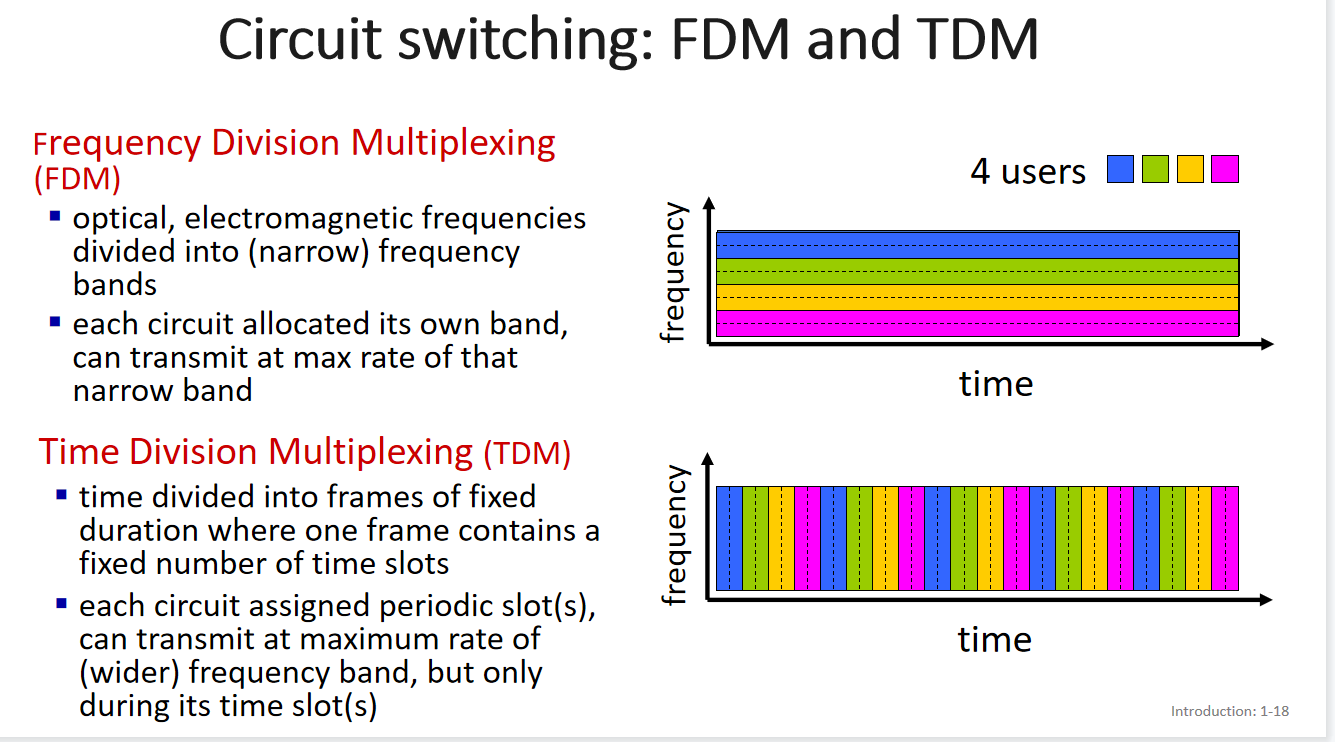 Circuit switching: FDM and TDM
Frequency Division Multiplexing
(FDM)
▪ optical, electromagnetic frequencies
divided into (narrow) frequency
bands
▪ each circuit allocated its own band,
can transmit at max rate of that
narrow band
4 users
frequency
time
Time Division Multiplexing (TDM)
▪ time divided into frames of fixed
duration where one frame contains a
fixed number of time slots
▪ each circuit assigned periodic slot(s),
can transmit at maximum rate of
(wider) frequency band, but only
during its time slot(s)
frequency
time
Introduction: 1-18